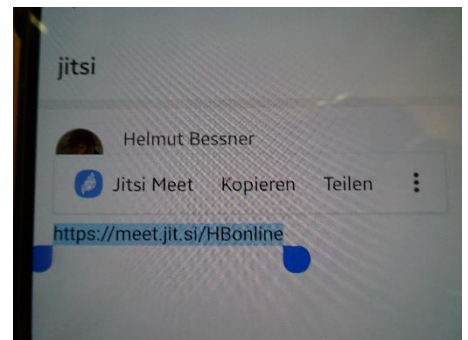 jitsi
Helmut Bessner
Jitsi Meet Kopieren Teilen
https://meet.jit.si/HBonline